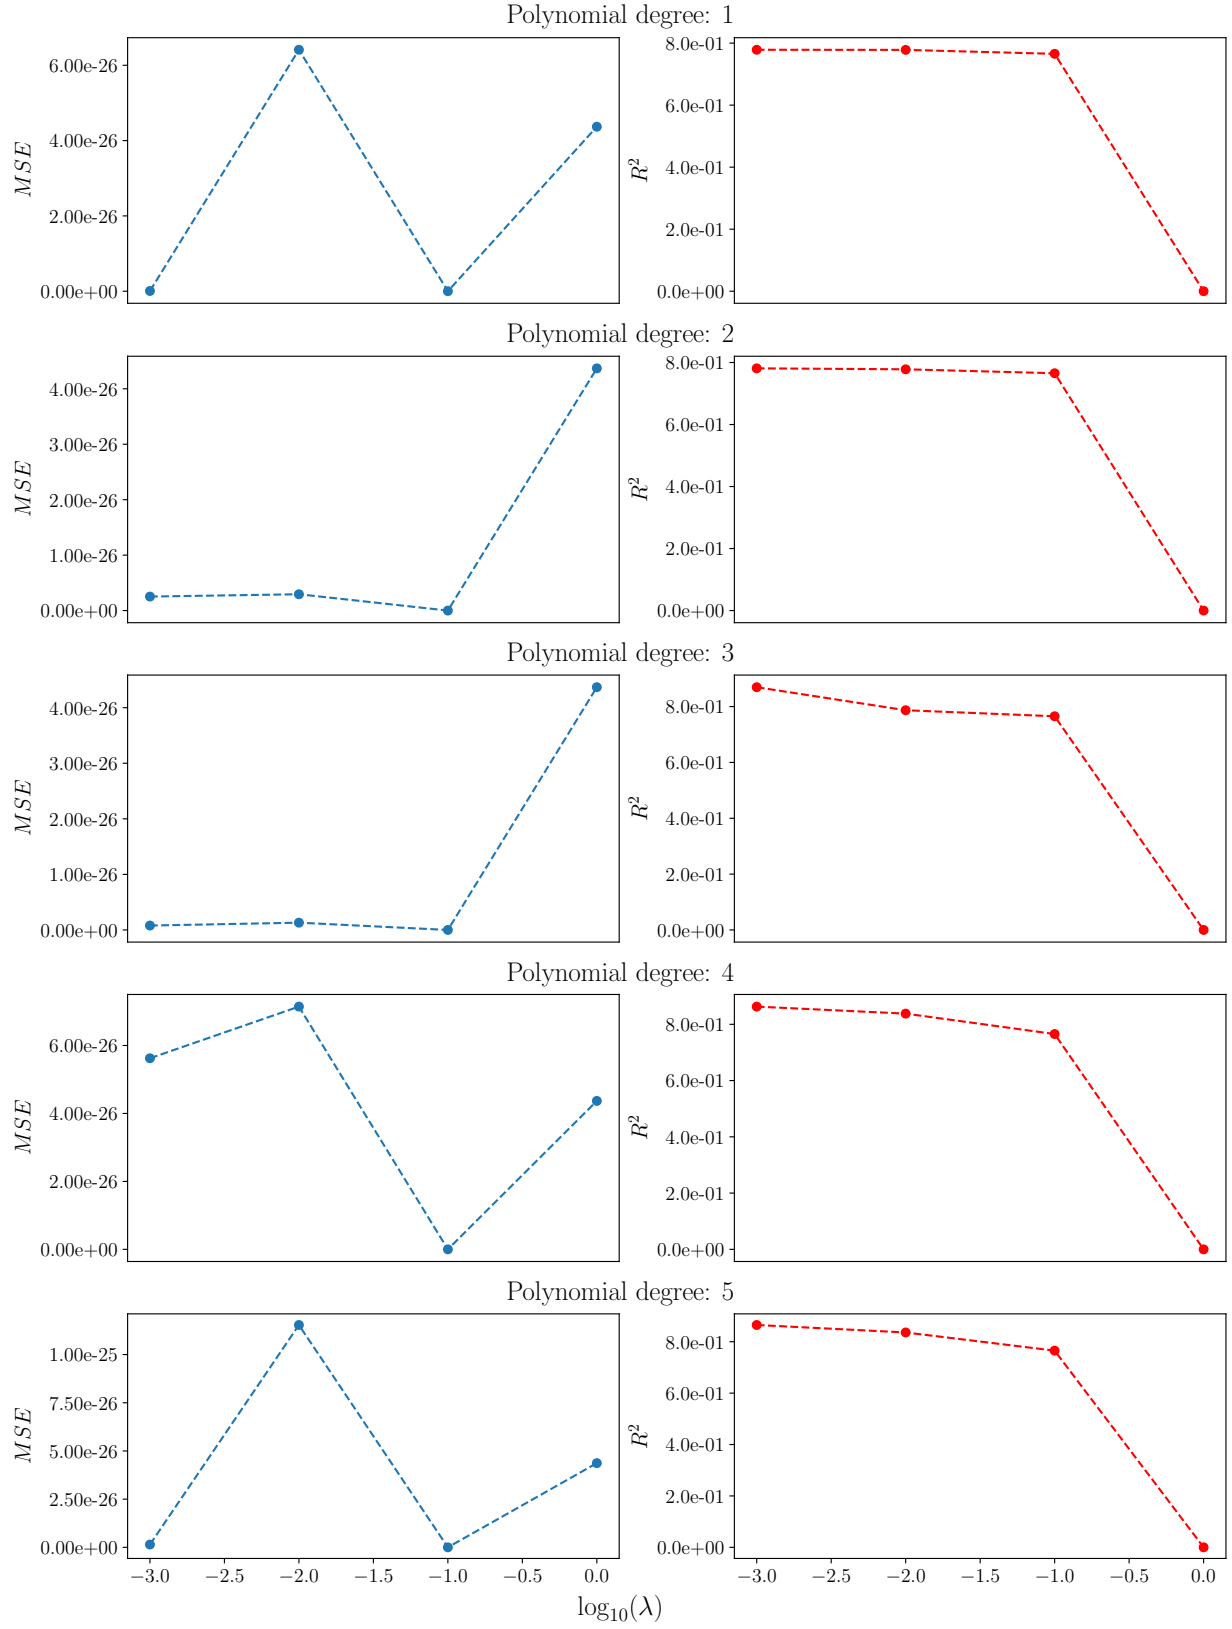 Polynomial degree: 1
6.00e-26
4.00e-26
2.00e-26
0.00e+00
MSE
8.0e-01
6.0e-01
4.0e-01
2.0e-01
0.0e+00
R²
Polynomial degree: 2
4.00e-26
3.00e-26
2.00e-26
1.00e-26
0.00e+00
MSE
8.0e-01
6.0e-01
4.0e-01
2.0e-01
0.0e+00
R²
Polynomial degree: 3
4.00e-26
3.00e-26
2.00e-26
1.00e-26
0.00e+00
MSE
8.0e-01
6.0e-01
4.0e-01
2.0e-01
0.0e+00
R²
Polynomial degree: 4
6.00e-26
4.00e-26
2.00e-26
0.00e+00
MSE
8.0e-01
6.0e-01
4.0e-01
2.0e-01
0.0e+00
R²
Polynomial degree: 5
1.00e-25
7.50e-26
5.00e-26
2.50e-26
0.00e+00
MSE
8.0e-01
6.0e-01
4.0e-01
2.0e-01
0.0e+00
R²
−3.0 −2.5 −2.0 −1.5 −1.0 −0.5 0.0
−3.0 −2.5 −2.0 −1.5 −1.0 −0.5 0.0
log₁₀(λ)